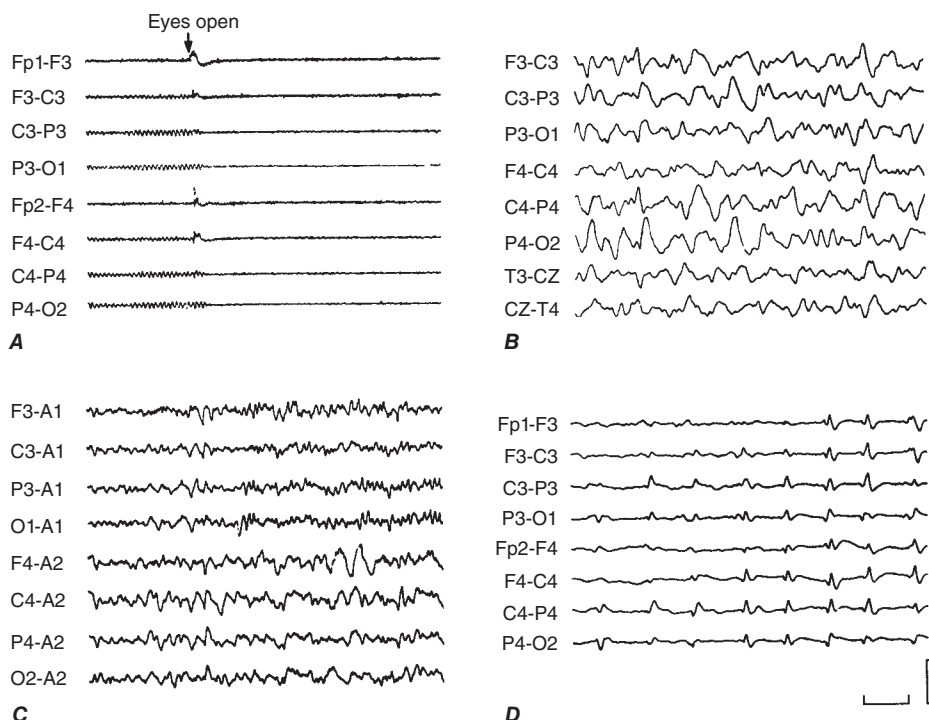 Eyes open
Fp1-F3
F3-C3
C3-P3
P3-O1
Fp2-F4
F4-C4
C4-P4
P4-O2
A
F3-C3
C3-P3
P3-O1
F4-C4
C4-P4
P4-O2
T3-CZ
CZ-T4
B
F3-A1
C3-A1
P3-A1
O1-A1
F4-A2
C4-A2
P4-A2
O2-A2
C
Fp1-F3
F3-C3
C3-P3
P3-O1
Fp2-F4
F4-C4
C4-P4
P4-O2
D